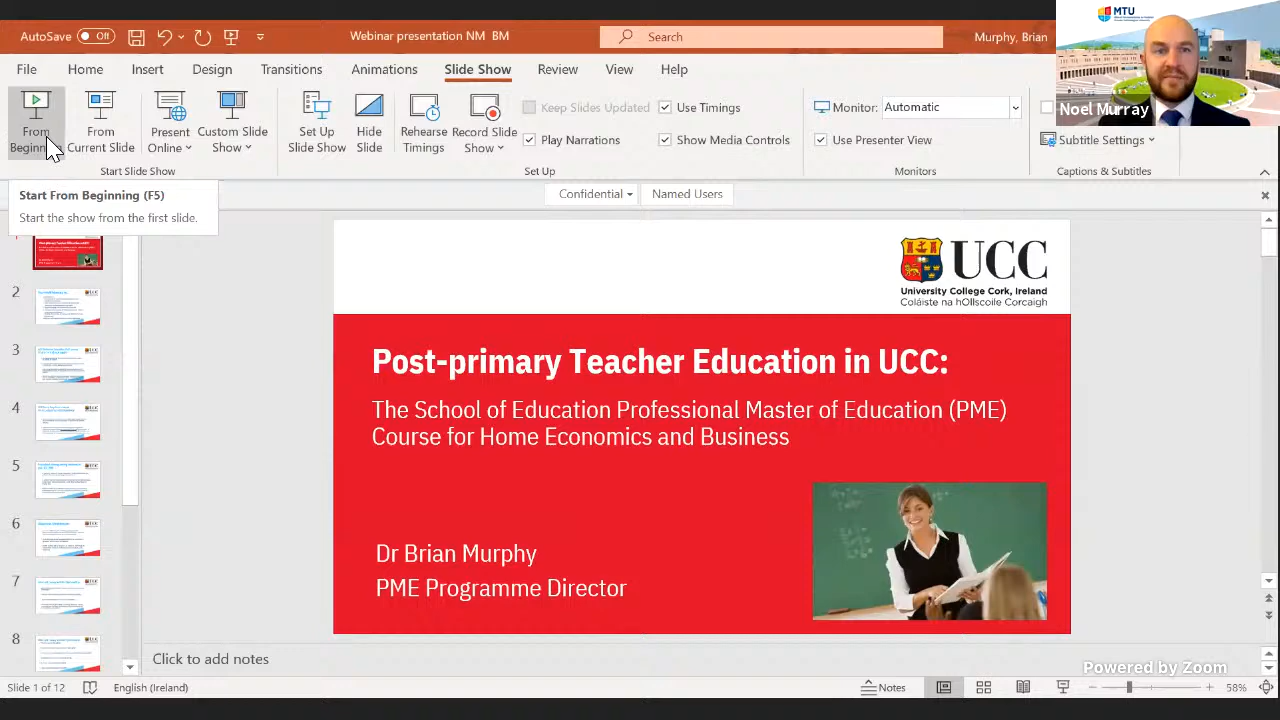 MTU
AutoSave
Off
Webinar presentation NM BM
Search
Murphy, Brian
File
Home
Insert
Design
Transitions
Animations
Slide Show
Review
View
Help
Noel Murray
From
Beginn
From
Current Slide
Present
Online
Custom Slide
Show
Set Up
Slide Show
Hide
Slide
Rehearse
Timings
Record Slide
Show
Keep Slides Updated
Use Timings
Play Narrations
Show Media Controls
Monitor:
Automatic
Use Presenter View
Subtitle Settings
Start Slide Show
Set Up
Monitors
Captions & Subtitles
Confidential
Named Users
Start From Beginning (F5)
Start the show from the first slide.
2
3
4
5
6
7
8
UCC
University College Cork, Ireland
Coláiste na hOllscoile Corcaigh
Post-primary Teacher Education in UCC:
The School of Education Professional Master of Education (PME)
Course for Home Economics and Business
Dr Brian Murphy
PME Programme Director
Click to add notes
Powered by Zoom
Slide 1 of 12
English (Ireland)
Notes
58%